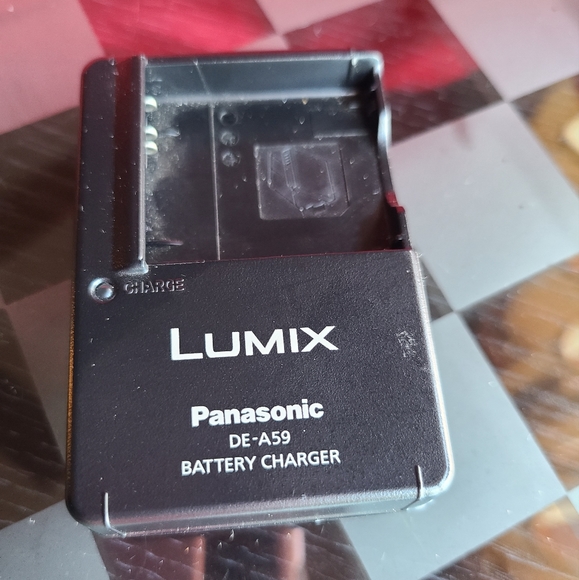 CHARGE
LUMIX
Panasonic
DE-A59
BATTERY CHARGER